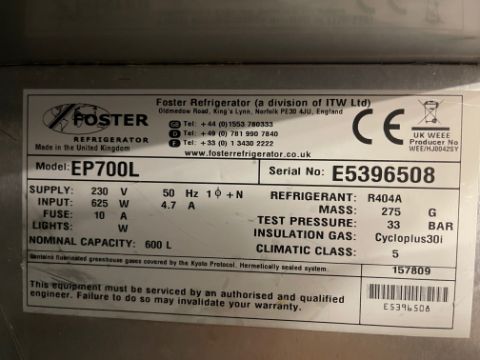 FOSTER
REFRIGERATOR
Made in the United Kingdom
Foster Refrigerator (a division of ITW Ltd)
Oldmedow Road, King's Lynn, Norfolk PE30 4JU, England
Tel: +44 (0)1553 780333
Tel: +49 (0) 781 990 7840
Tel: +33 (0) 1 3430 2222
www.fosterrefrigerator.co.uk
CE
UK WEEE
Producer No
WEE/HJ0042SY
Model: EP700L
Serial No: E5396508
SUPPLY: 230 V 50 Hz 1ϕ+N
INPUT: 625 W 4.7 A
FUSE: 10 A
LIGHTS: W
NOMINAL CAPACITY: 600 L
REFRIGERANT: R404A
MASS: 275 G
TEST PRESSURE: 33 BAR
INSULATION GAS: Cycloplus30i
CLIMATIC CLASS: 5
Contains fluorinated greenhouse gases covered by the Kyoto Protocol. Hermetically sealed system.
157809
This equipment must be serviced by an authorised and qualified
engineer. Failure to do so may invalidate your warranty.
E5396508